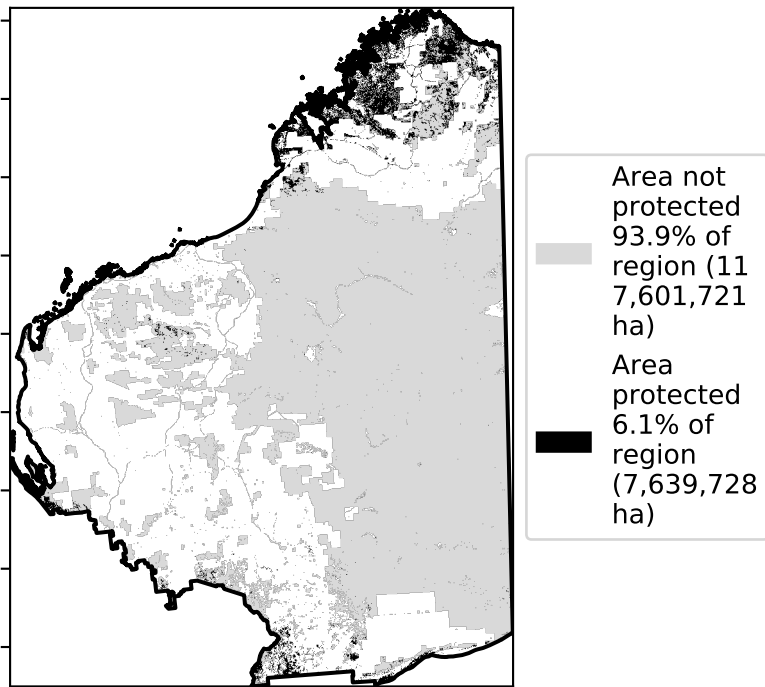 Area not
protected
93.9% of
region (11
7,601,721
ha)
Area
protected
6.1% of
region
(7,639,728
ha)